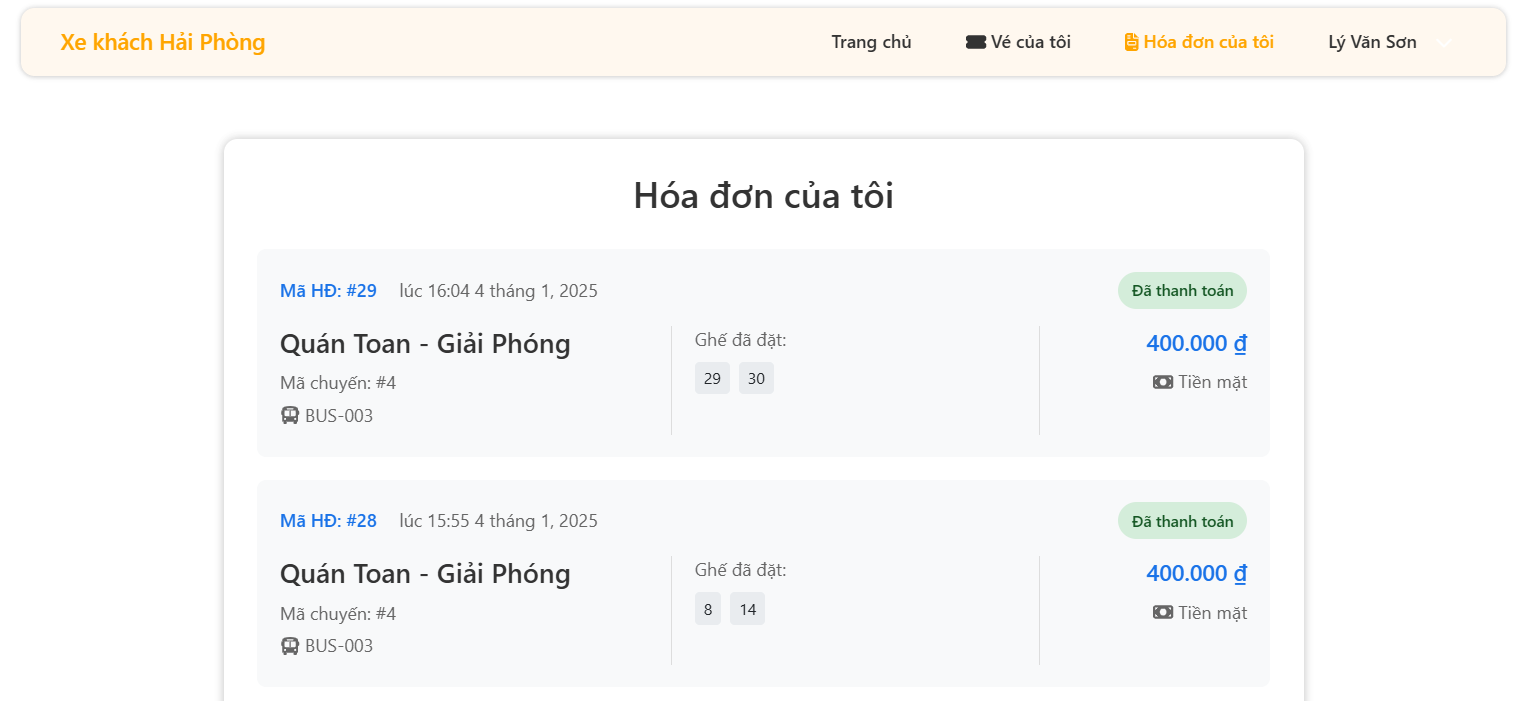 Xe khách Hải Phòng Trang chủ Vé của tôi Hóa đơn của tôi Lý Văn Sơn
Hóa đơn của tôi
Mã HĐ: #29 lúc 16:04 4 tháng 1, 2025 Đã thanh toán
Quán Toan - Giải Phóng Ghế đã đặt: 400.000 ₫
Mã chuyến: #4 29 30 Tiền mặt
BUS-003
Mã HĐ: #28 lúc 15:55 4 tháng 1, 2025 Đã thanh toán
Quán Toan - Giải Phóng Ghế đã đặt: 400.000 ₫
Mã chuyến: #4 8 14 Tiền mặt
BUS-003